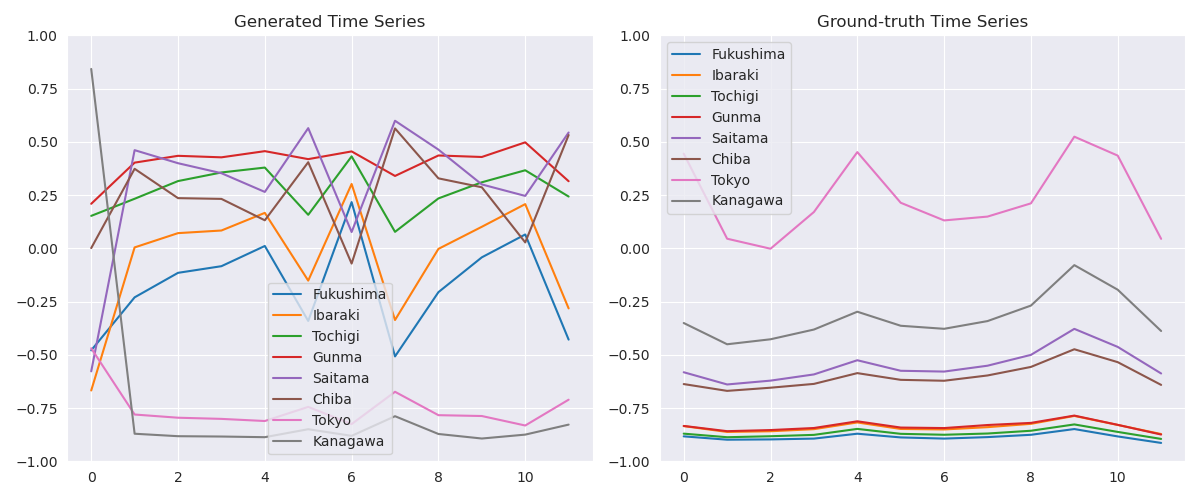 Generated Time Series
1.00
0.75
0.50
0.25
0.00
−0.25
−0.50
−0.75
−1.00
0 2 4 6 8 10
Fukushima
Ibaraki
Tochigi
Gunma
Saitama
Chiba
Tokyo
Kanagawa
Ground-truth Time Series
1.00
0.75
0.50
0.25
0.00
−0.25
−0.50
−0.75
−1.00
0 2 4 6 8 10
Fukushima
Ibaraki
Tochigi
Gunma
Saitama
Chiba
Tokyo
Kanagawa